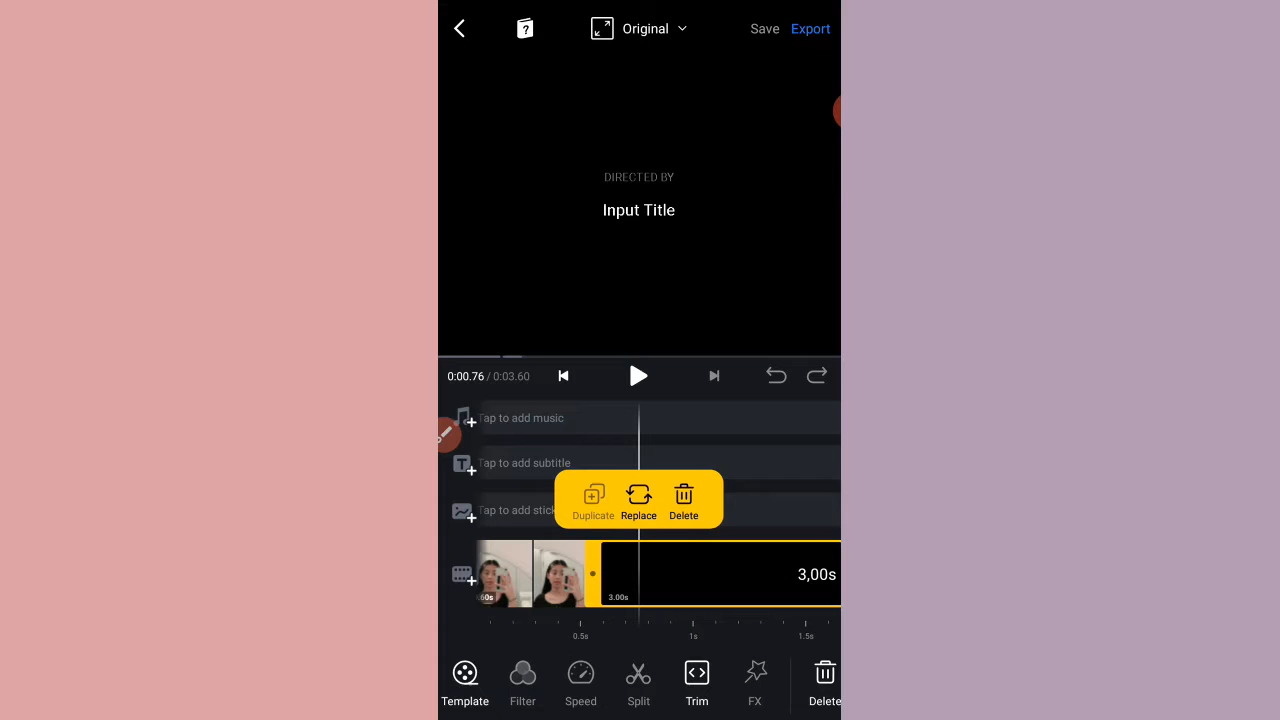 Original
Save
Export
DIRECTED BY
Input Title
0:00.76 / 0:03.60
Tap to add music
Tap to add subtitle
Tap to add stick
Duplicate
Replace
Delete
60s
3.00s
3,00s
0.5s
1s
1.5s
Template
Filter
Speed
Split
Trim
FX
Delete